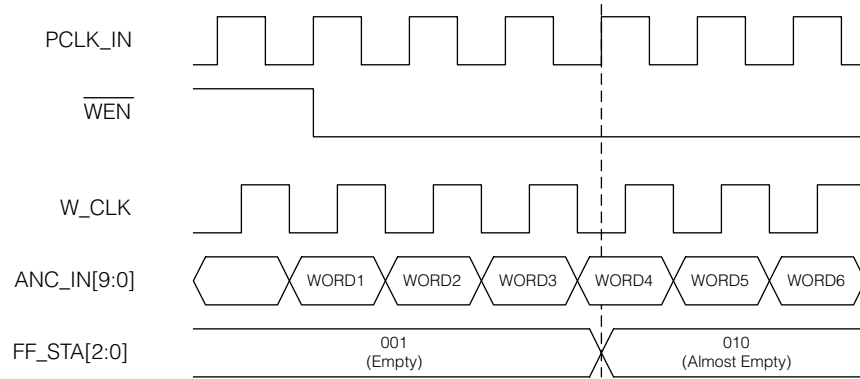 PCLK_IN
WEN
W_CLK
ANC_IN[9:0]
WORD1 WORD2 WORD3 WORD4 WORD5 WORD6
FF_STA[2:0]
001
(Empty)
010
(Almost Empty)